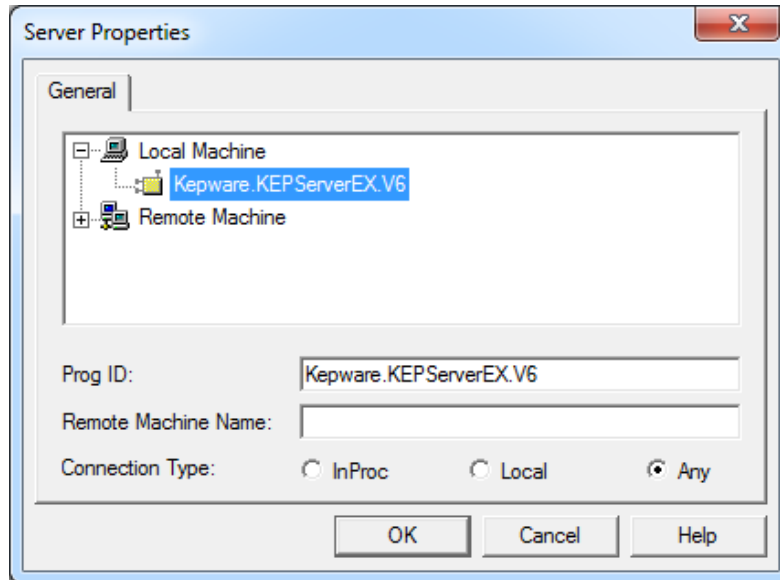 Server Properties
General
Local Machine
Kepware.KEPServerEX.V6
Remote Machine
Prog ID: Kepware.KEPServerEX.V6
Remote Machine Name:
Connection Type: InProc Local Any
OK Cancel Help